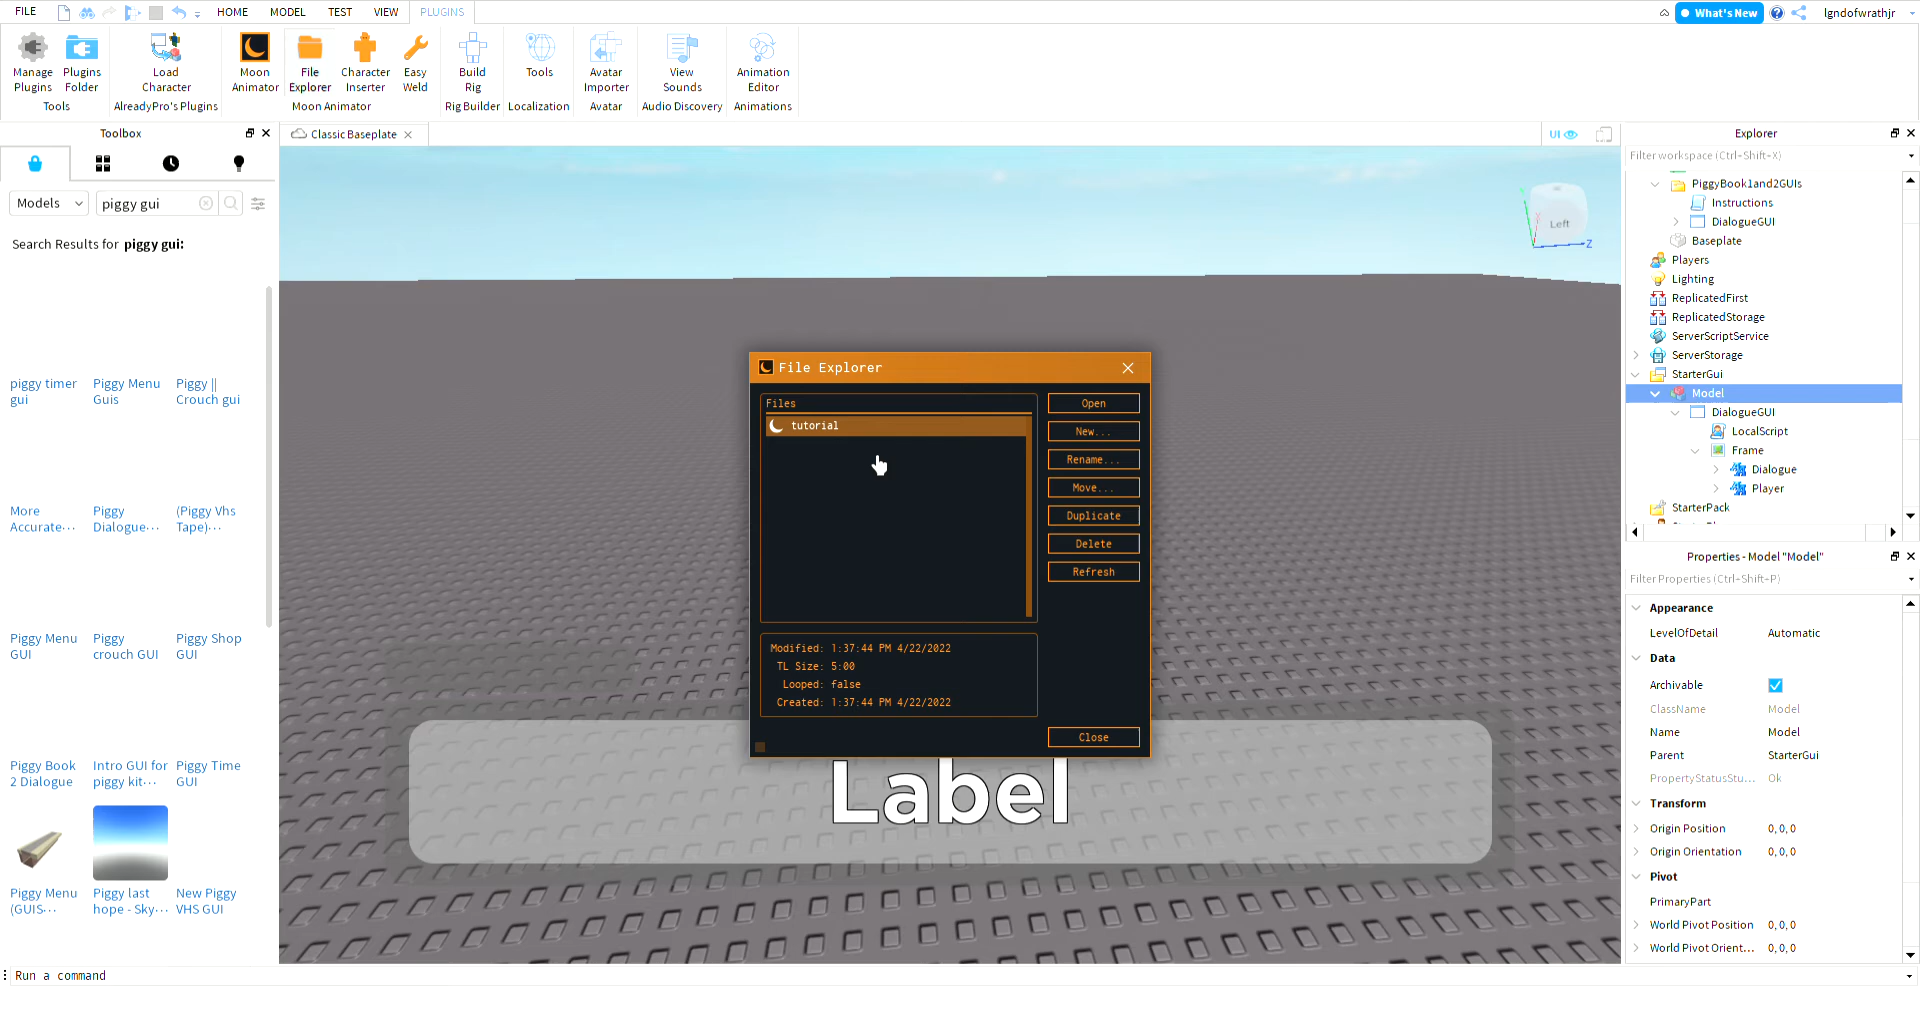 FILE HOME MODEL TEST VIEW PLUGINS What's New lgndofwrathjr
Manage Plugins
Plugins Folder
Tools
Load Character
AlreadyPro's Plugins
Moon Animator
File Explorer
Character Inserter
Easy Weld
Moon Animator
Build Rig
Rig Builder
Tools
Localization
Avatar Importer
Avatar
View Sounds
Audio Discovery
Animation Editor
Animations
Toolbox
Models
piggy gui
Search Results for piggy gui:
piggy timer gui
Piggy Menu Guis
Piggy || Crouch gui
More Accurate...
Piggy Dialogue...
(Piggy Vhs Tape)...
Piggy Menu GUI
Piggy crouch GUI
Piggy Shop GUI
Piggy Book 2 Dialogue
Intro GUI for piggy kit...
Piggy Time GUI
Piggy Menu (GUIS...
Piggy last hope - Sky...
New Piggy VHS GUI
Classic Baseplate
UI
Left
Z
File Explorer
Files
tutorial
Open
New...
Rename...
Move...
Duplicate
Delete
Refresh
Modified: 1:37:44 PM 4/22/2022
TL Size: 5:00
Looped: false
Created: 1:37:44 PM 4/22/2022
Close
Label
Explorer
Filter workspace (Ctrl+Shift+X)
PiggyBook1and2GUIs
Instructions
DialogueGUI
Baseplate
Players
Lighting
ReplicatedFirst
ReplicatedStorage
ServerScriptService
ServerStorage
StarterGui
Model
DialogueGUI
LocalScript
Frame
Dialogue
Player
StarterPack
Properties - Model "Model"
Filter Properties (Ctrl+Shift+P)
Appearance
LevelOfDetail Automatic
Data
Archivable
ClassName Model
Name Model
Parent StarterGui
PropertyStatusStu... Ok
Transform
Origin Position 0, 0, 0
Origin Orientation 0, 0, 0
Pivot
PrimaryPart
World Pivot Position 0, 0, 0
World Pivot Orient... 0, 0, 0
Run a command